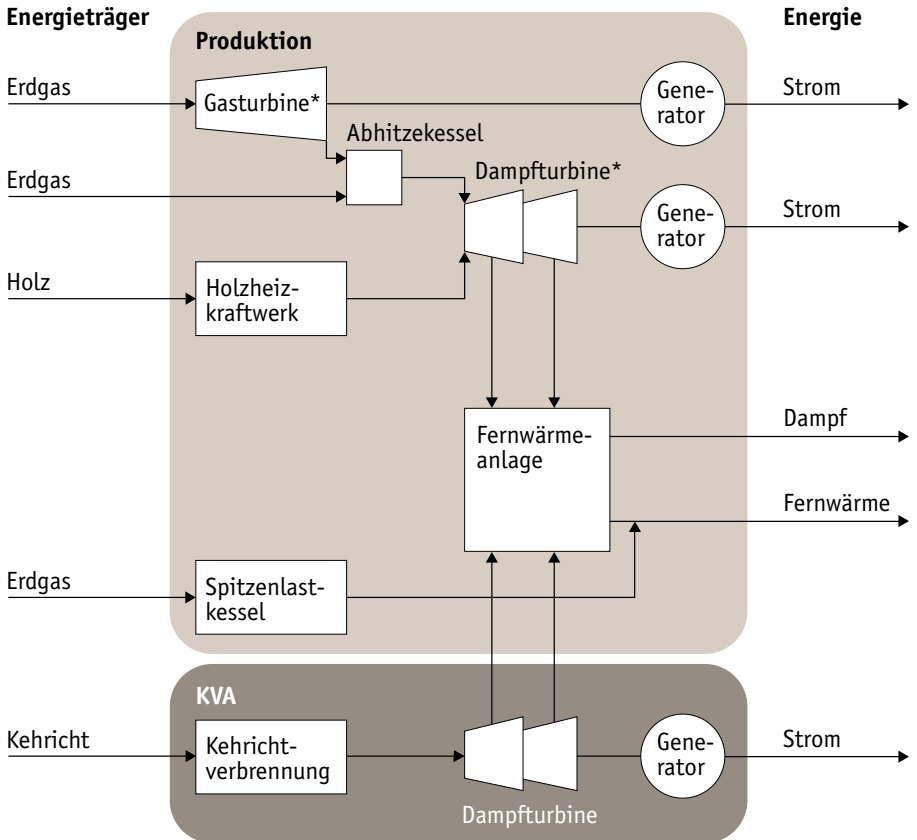 Energieträger
Energie
Produktion
Erdgas
Gasturbine*
Gene-
rator
Strom
Abhitzekessel
Erdgas
Dampfturbine*
Gene-
rator
Strom
Holz
Holzheiz-
kraftwerk
Fernwärme-
anlage
Dampf
Fernwärme
Erdgas
Spitzenlast-
kessel
KVA
Kehricht
Kehricht-
verbrennung
Gene-
rator
Strom
Dampfturbine